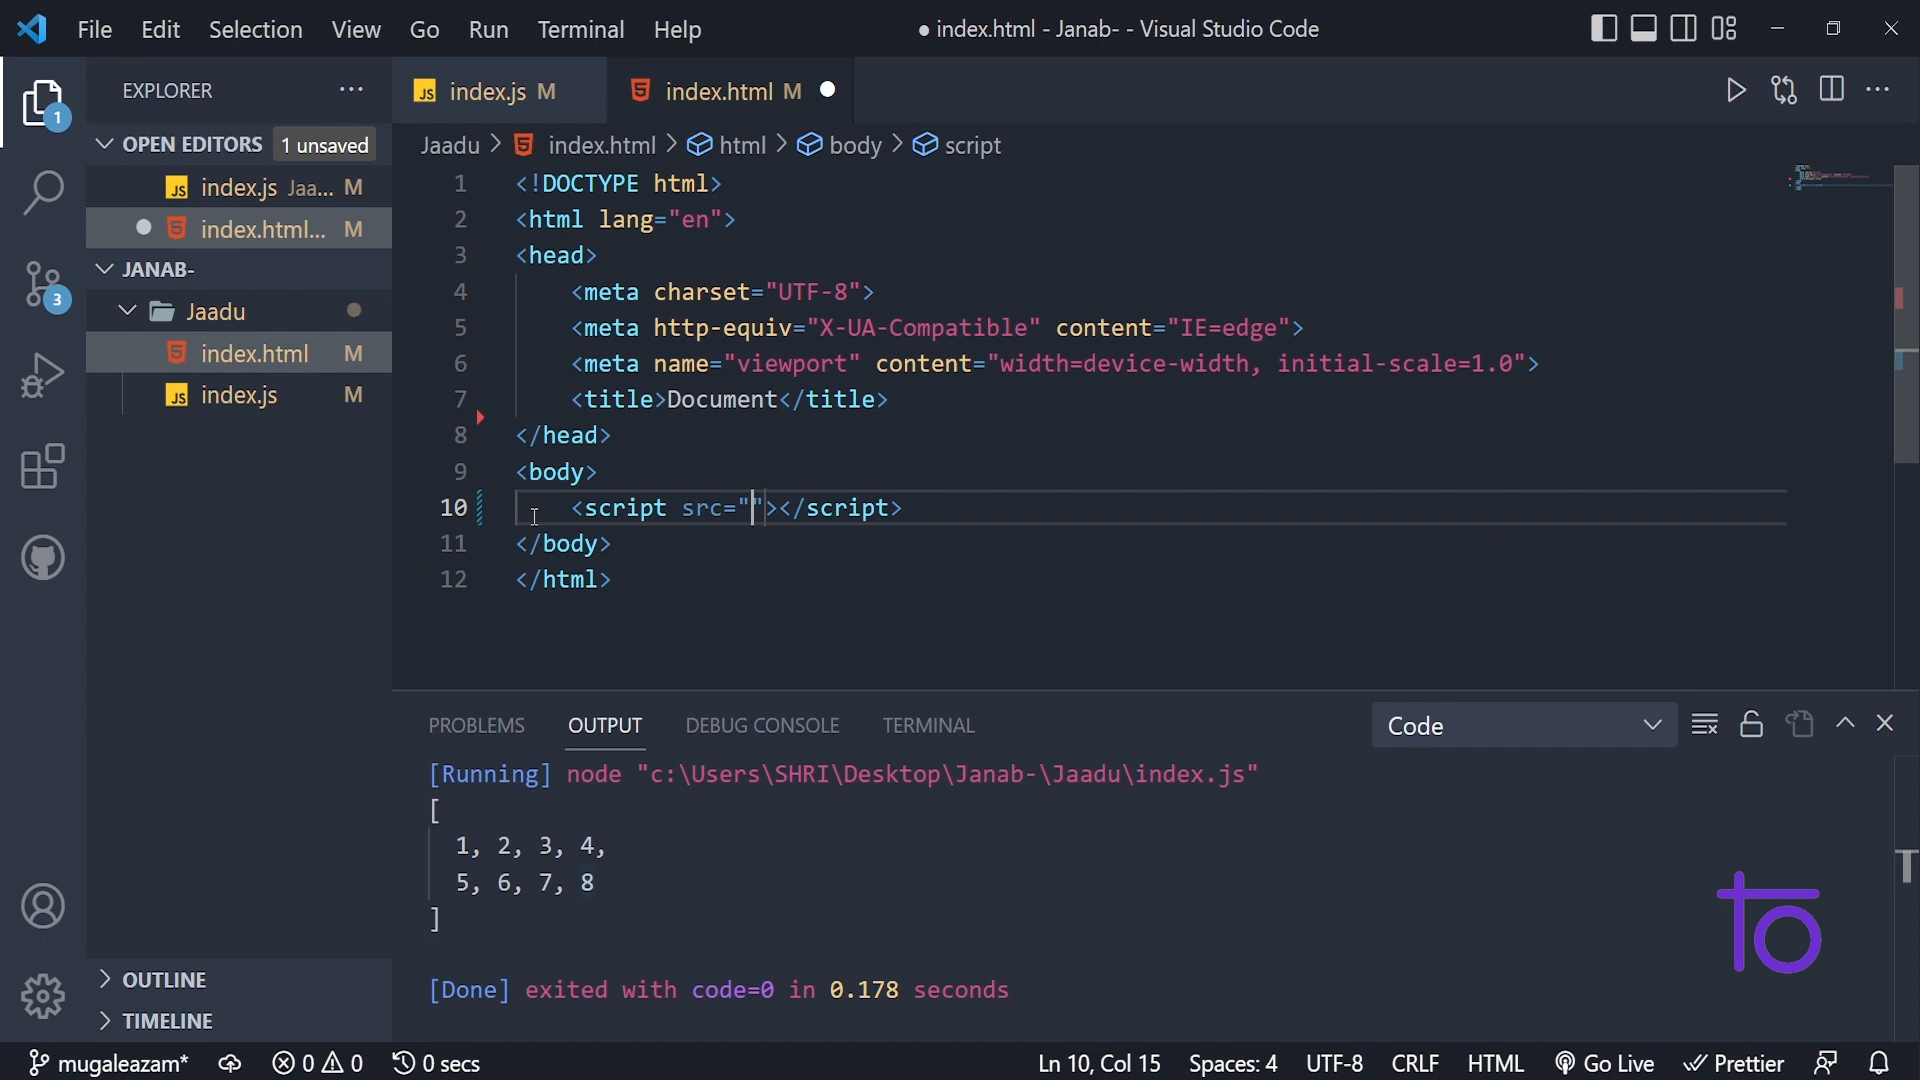 File Edit Selection View Go Run Terminal Help
● index.html - Janab- - Visual Studio Code
EXPLORER ...
1
OPEN EDITORS 1 unsaved
JS index.js Jaa... M
index.html... M
JANAB-
Jaadu
index.html M
JS index.js M
3
OUTLINE
TIMELINE
JS index.js M
index.html M
Jaadu > index.html > html > body > script
1 <!DOCTYPE html>
2 <html lang="en">
3 <head>
4 <meta charset="UTF-8">
5 <meta http-equiv="X-UA-Compatible" content="IE=edge">
6 <meta name="viewport" content="width=device-width, initial-scale=1.0">
7 <title>Document</title>
8 </head>
9 <body>
10 <script src=""></script>
11 </body>
12 </html>
PROBLEMS OUTPUT DEBUG CONSOLE TERMINAL
Code
[Running] node "c:\Users\SHRI\Desktop\Janab-\Jaadu\index.js"
[
1, 2, 3, 4,
5, 6, 7, 8
]
[Done] exited with code=0 in 0.178 seconds
to
mugaleazam* 0 0 0 secs
Ln 10, Col 15 Spaces: 4 UTF-8 CRLF HTML Go Live Prettier